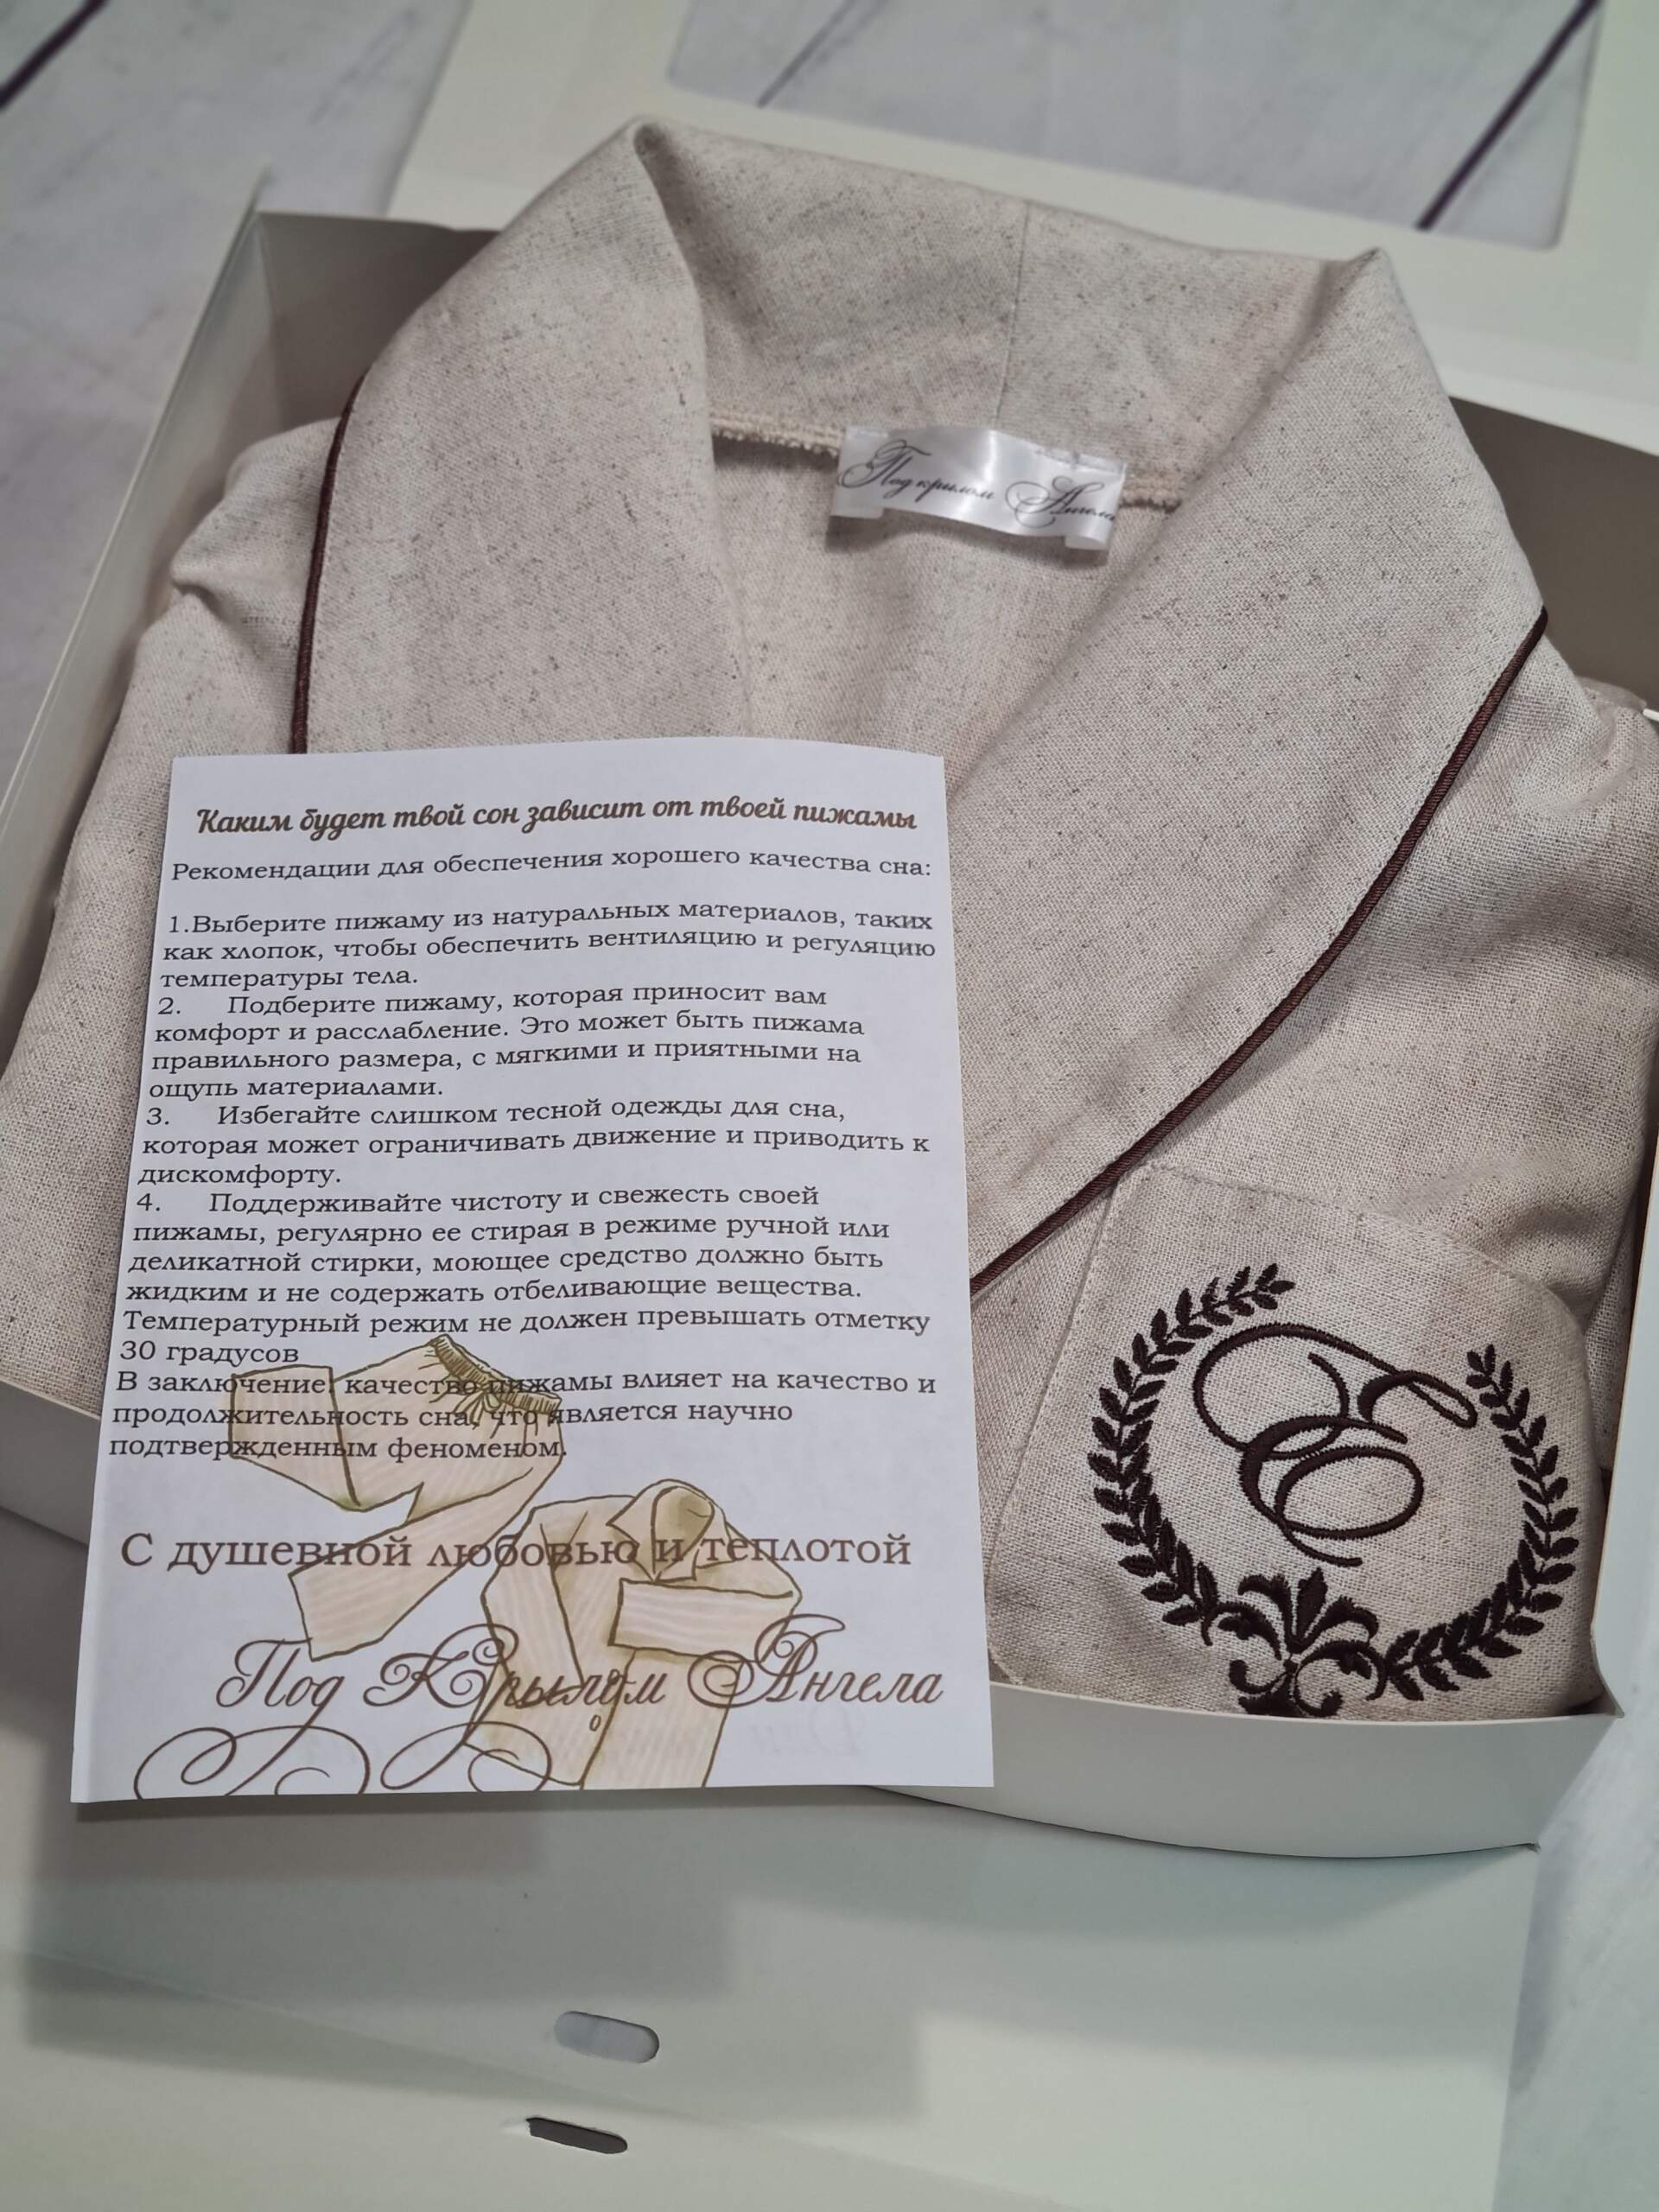 Под крылом Ангела
Каким будет твой сон зависит от твоей пижамы
Рекомендации для обеспечения хорошего качества сна:
1.Выберите пижаму из натуральных материалов, таких
как хлопок, чтобы обеспечить вентиляцию и регуляцию
температуры тела.
2. Подберите пижаму, которая приносит вам
комфорт и расслабление. Это может быть пижама
правильного размера, с мягкими и приятными на
ощупь материалами.
3. Избегайте слишком тесной одежды для сна,
которая может ограничивать движение и приводить к
дискомфорту.
4. Поддерживайте чистоту и свежесть своей
пижамы, регулярно ее стирая в режиме ручной или
деликатной стирки, моющее средство должно быть
жидким и не содержать отбеливающие вещества.
Температурный режим не должен превышать отметку
30 градусов
В заключение, качество пижамы влияет на качество и
продолжительность сна, что является научно
подтвержденным феноменом.
С душевной любовью и теплотой
Под Крылом Ангела